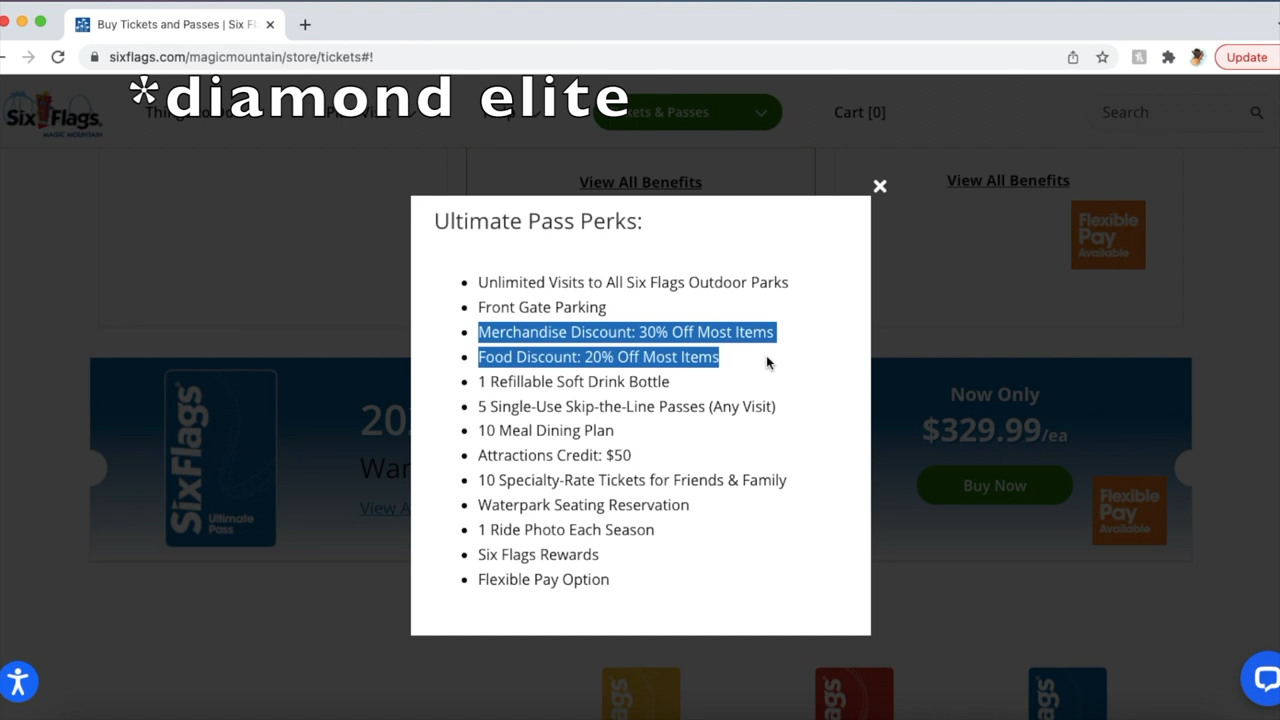 Buy Tickets and Passes | Six Fl
sixflags.com/magicmountain/store/tickets#!
Update
*diamond elite
Six Flags
MAGIC MOUNTAIN
& Passes
Cart [0]
Search
View All Benefits
View All Benefits
Flexible
Pay
Available
Ultimate Pass Perks:
• Unlimited Visits to All Six Flags Outdoor Parks
• Front Gate Parking
• Merchandise Discount: 30% Off Most Items
• Food Discount: 20% Off Most Items
• 1 Refillable Soft Drink Bottle
• 5 Single-Use Skip-the-Line Passes (Any Visit)
• 10 Meal Dining Plan
• Attractions Credit: $50
• 10 Specialty-Rate Tickets for Friends & Family
• Waterpark Seating Reservation
• 1 Ride Photo Each Season
• Six Flags Rewards
• Flexible Pay Option
SixFlags
Ultimate
Pass
Now Only
$329.99/ea
Buy Now
Flexible
Pay
Available